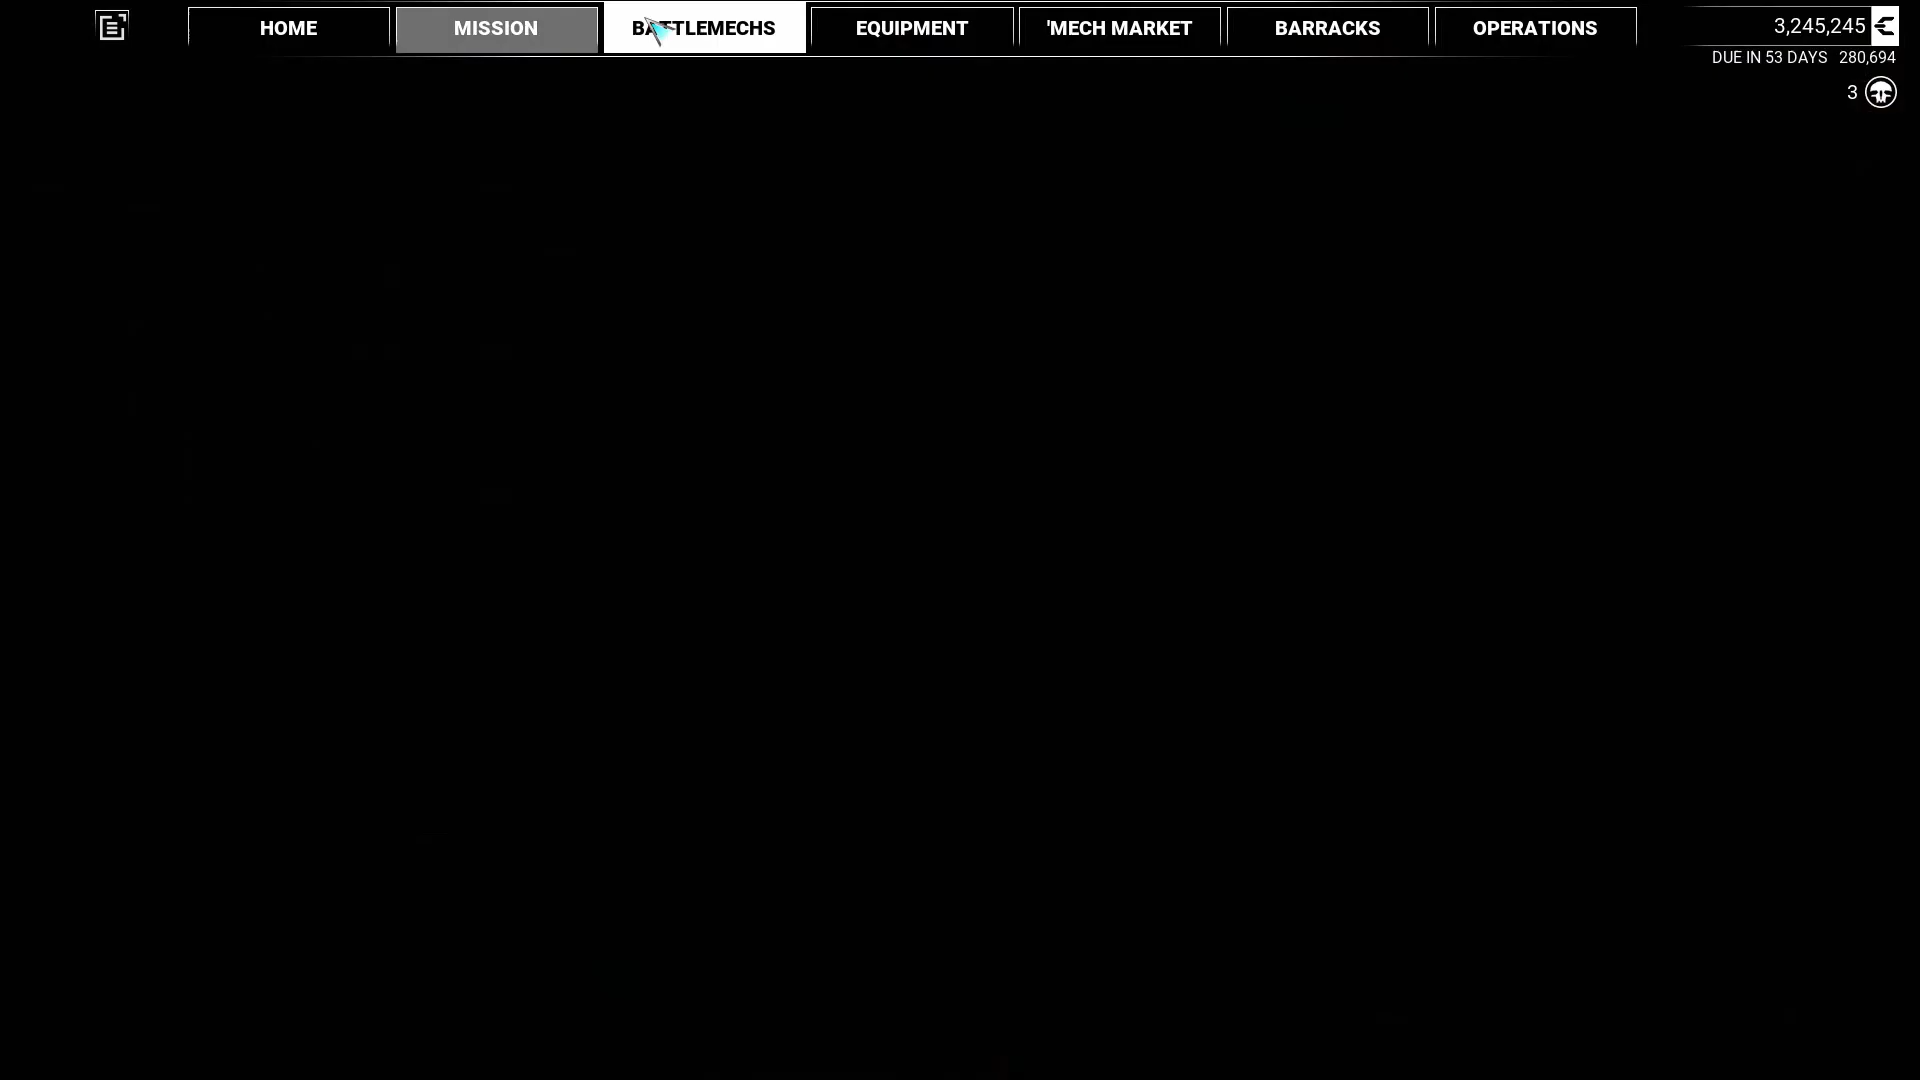 HOME
MISSION
BATTLEMECHS
EQUIPMENT
'MECH MARKET
BARRACKS
OPERATIONS
3,245,245
DUE IN 53 DAYS 280,694
3